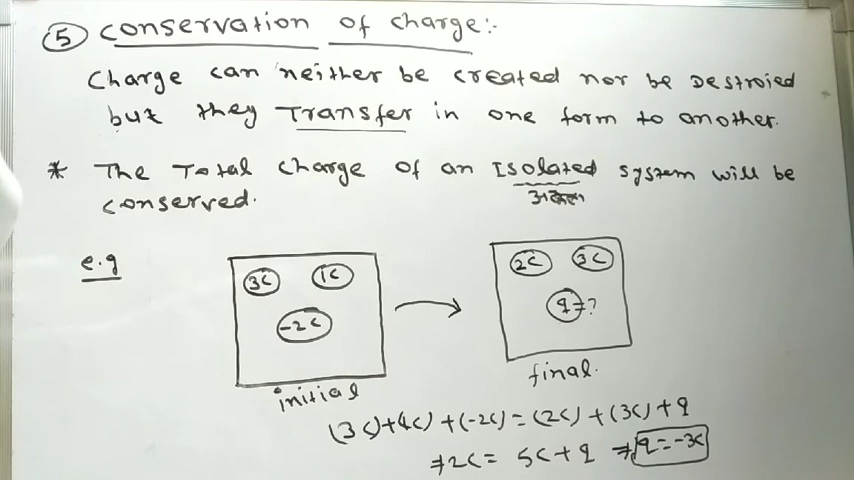 5 conservation of charge:-
charge can neither be created nor be Destroied
but they Transfer in one form to another.
* The Total charge of an Isolated system will be
अकेला
conserved.
e.g
3C 1C
-2C
initial
2C 3C
q=?
final.
(3C)+(1C)+(-2C)=(2C)+(3C)+q
⇒2C= 5C+q ⇒ q=-3C